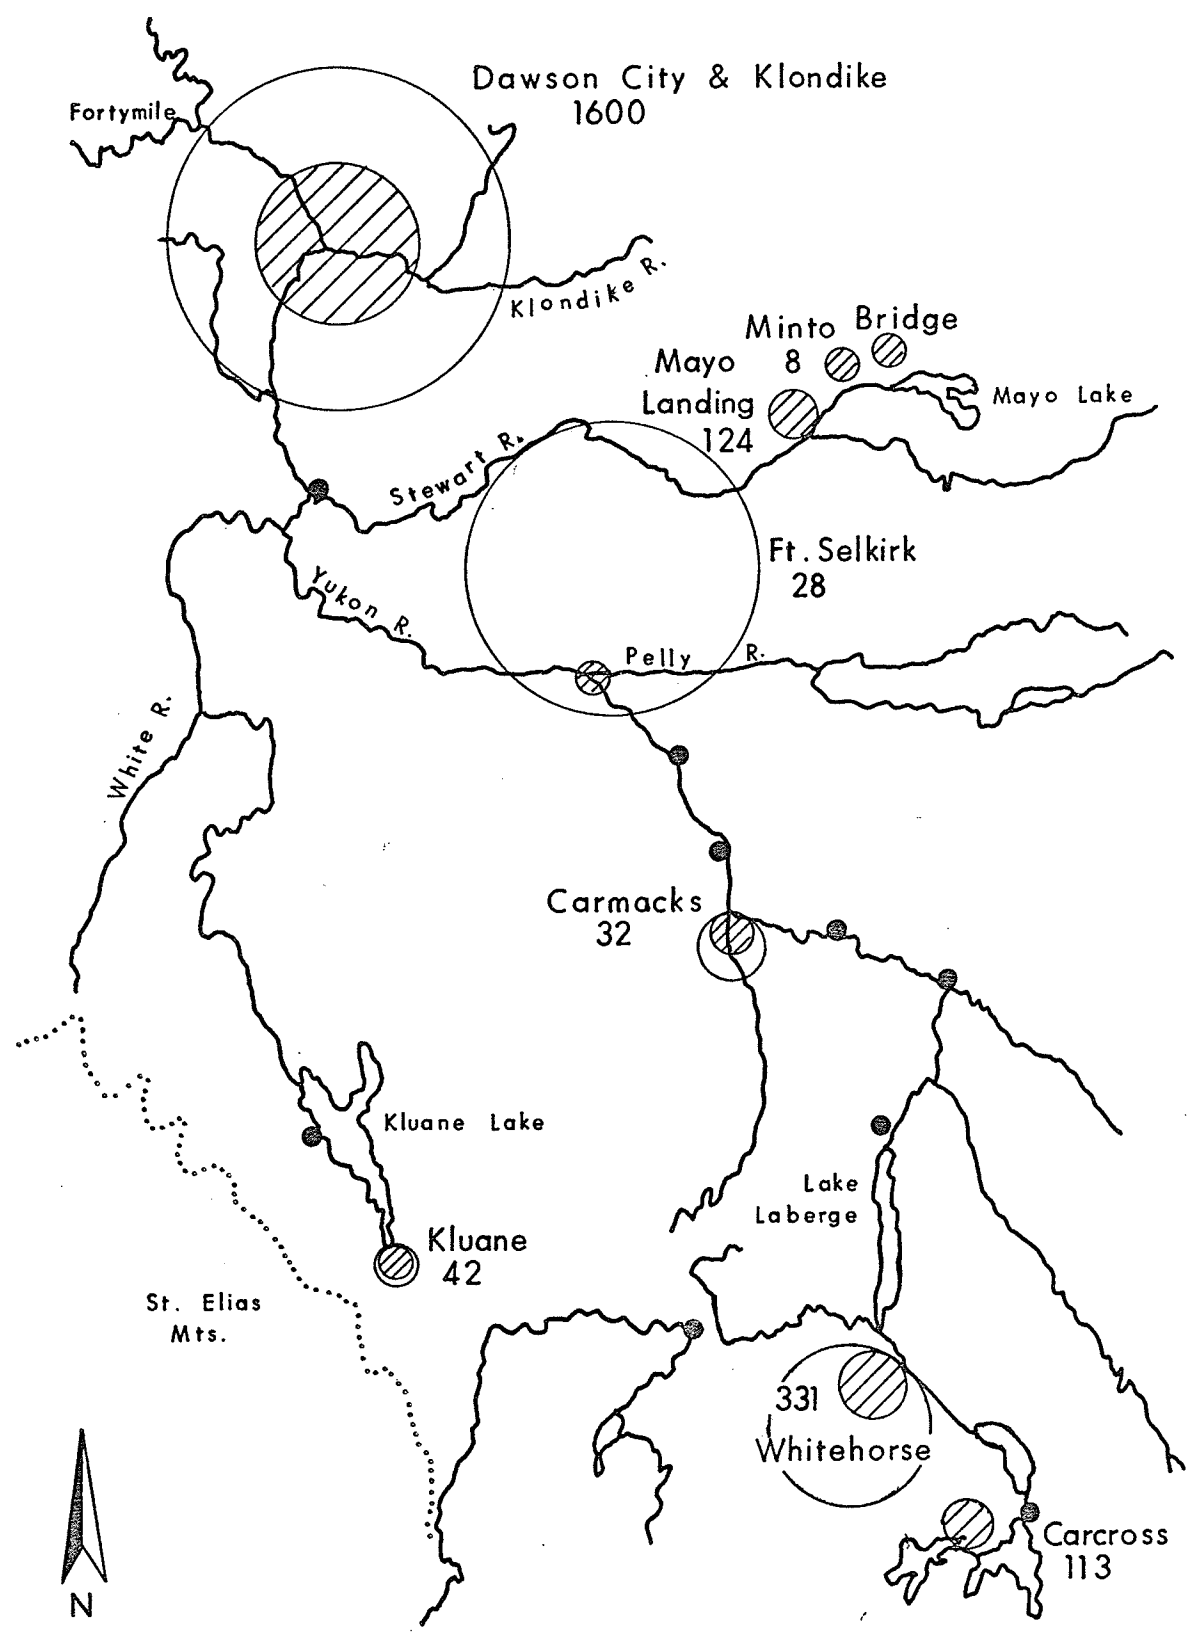 Dawson City & Klondike
1600
Fortymile
Klondike R.
Minto
8
Bridge
Mayo
Landing
124
Mayo Lake
Stewart R.
Ft. Selkirk
28
Yukon R.
Pelly R.
White R.
Carmacks
32
Kluane Lake
Lake
Laberge
Kluane
42
St. Elias
Mts.
331
Whitehorse
Carcross
113
N